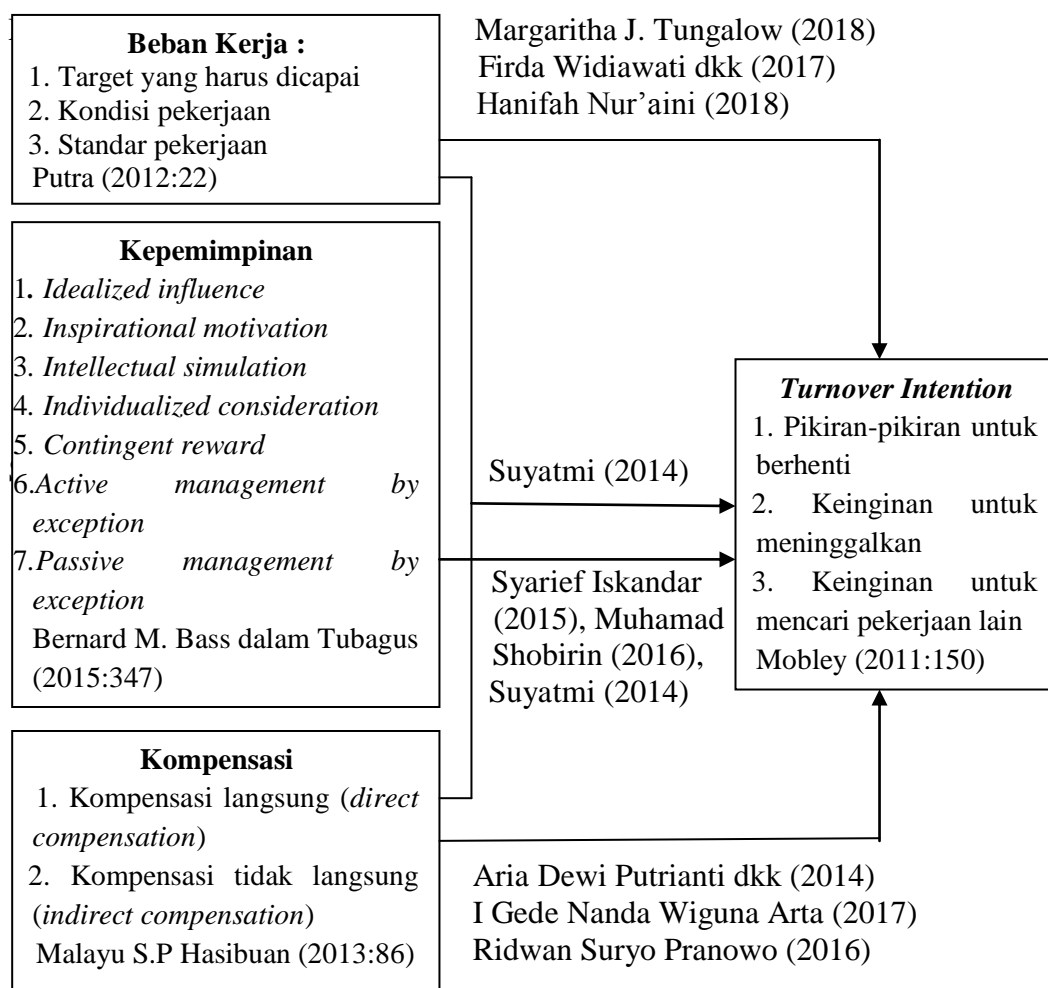 Beban Kerja :
1. Target yang harus dicapai
2. Kondisi pekerjaan
3. Standar pekerjaan
Putra (2012:22)
Margaritha J. Tungalow (2018)
Firda Widiawati dkk (2017)
Hanifah Nur’aini (2018)
Kepemimpinan
1. Idealized influence
2. Inspirational motivation
3. Intellectual simulation
4. Individualized consideration
5. Contingent reward
6.Active management by
exception
7.Passive management by
exception
Bernard M. Bass dalam Tubagus
(2015:347)
Suyatmi (2014)
Syarief Iskandar
(2015), Muhamad
Shobirin (2016),
Suyatmi (2014)
Turnover Intention
1. Pikiran-pikiran untuk
berhenti
2. Keinginan untuk
meninggalkan
3. Keinginan untuk
mencari pekerjaan lain
Mobley (2011:150)
Kompensasi
1. Kompensasi langsung (direct
compensation)
2. Kompensasi tidak langsung
(indirect compensation)
Malayu S.P Hasibuan (2013:86)
Aria Dewi Putrianti dkk (2014)
I Gede Nanda Wiguna Arta (2017)
Ridwan Suryo Pranowo (2016)